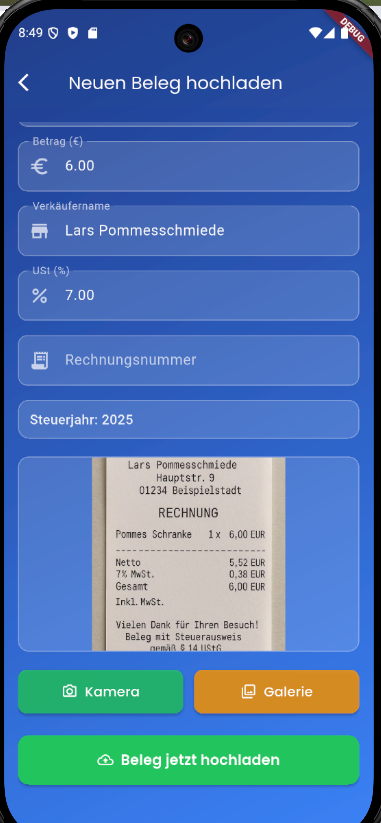 8:49
DEBUG
Neuen Beleg hochladen
Betrag (€)
€ 6.00
Verkäufername
Lars Pommesschmiede
USt (%)
% 7.00
Rechnungsnummer
Steuerjahr: 2025
Lars Pommesschmiede
Hauptstr. 9
01234 Beispielstadt
RECHNUNG
Pommes Schranke 1 x 6,00 EUR
Netto 5,52 EUR
7% MwSt. 0,38 EUR
Gesamt 6,00 EUR
Inkl. MwSt.
Vielen Dank für Ihren Besuch!
Beleg mit Steuerausweis
gemäß § 14 UStG
Kamera
Galerie
Beleg jetzt hochladen